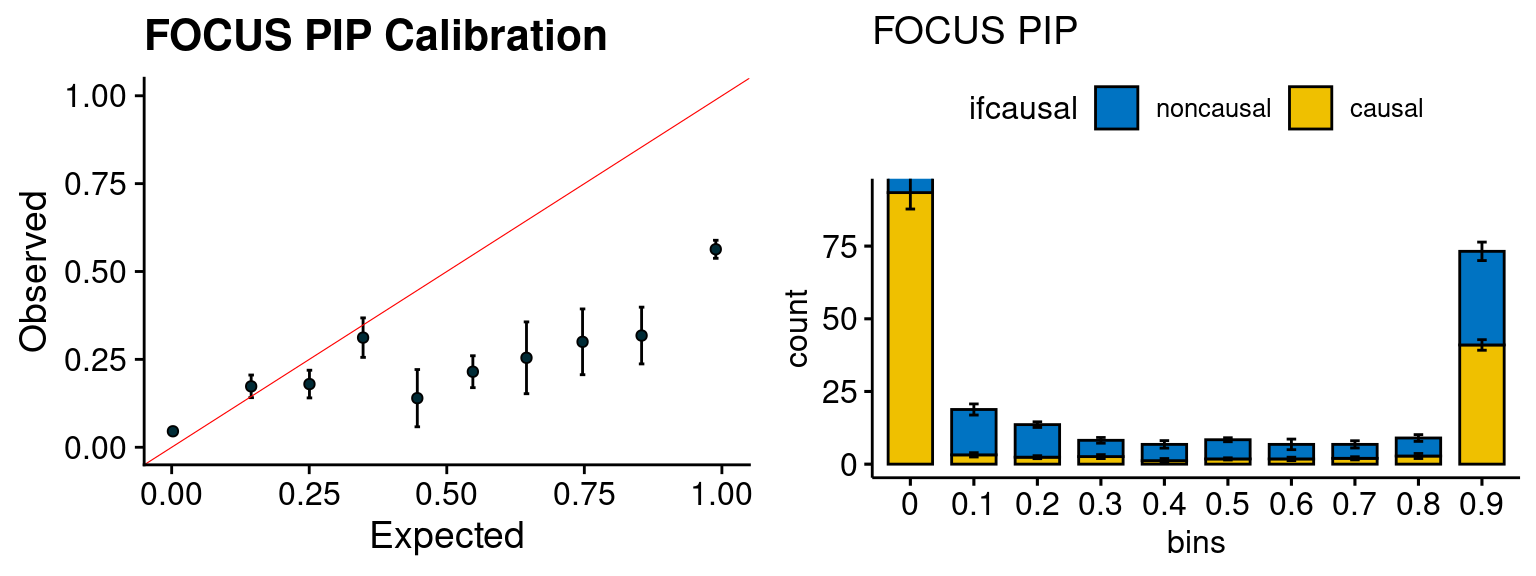 FOCUS PIP Calibration
Observed
1.00
0.75
0.50
0.25
0.00
0.00 0.25 0.50 0.75 1.00
Expected
FOCUS PIP
ifcausal noncausal causal
count
75
50
25
0
0 0.1 0.2 0.3 0.4 0.5 0.6 0.7 0.8 0.9
bins